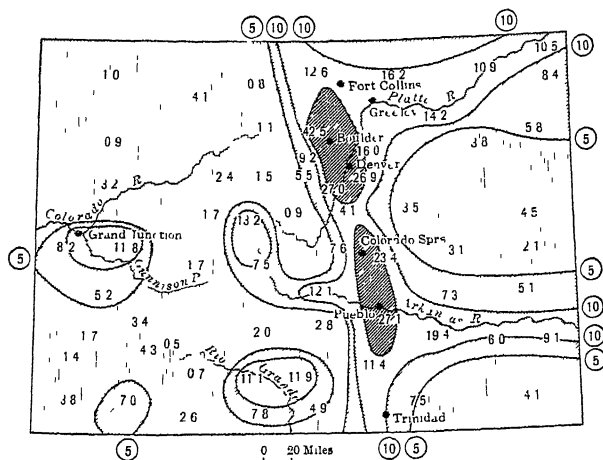 5 10 10 10
10 5
10 9 10
12 6 16 2
1 0 0 8 Fort Collins 8 4
4 1 Platte R
Greeley 14 2
1 1 42 5 5 8
Boulder 3 8 5
0 9 9 2 16 0
Denver
3 2 R 2 4 1 5 5 5 26 9
27 0
Colorado 1 7 13 2 0 9 4 1 3 5 4 5
Grand Junction 7 6 Colorado Sprs
8 2 11 8 3 1 2 1
5 7 5 23 4
Gunnison R 1 7 5
5 2 12 1 7 3 5 1
Pueblo 27 1 Arkansas R 10
3 4 2 8 19 4 6 0 9 1 10
1 7 2 0
4 3 0 5 Rio 5
1 4 11 4
0 7 Grande
11 1 11 9
3 8 7 0 7 5 4 1
2 6 7 8 4 9 Trinidad
5 10 5
0 20 Miles